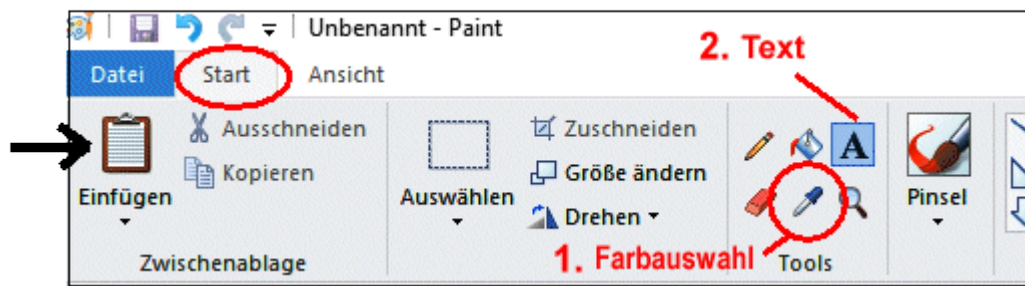 Unbenannt - Paint
2. Text
Datei Start Ansicht
Ausschneiden
Kopieren
Einfügen
Zwischenablage
Auswählen
Zuschneiden
Größe ändern
Drehen
A
1. Farbauswahl
Tools
Pinsel